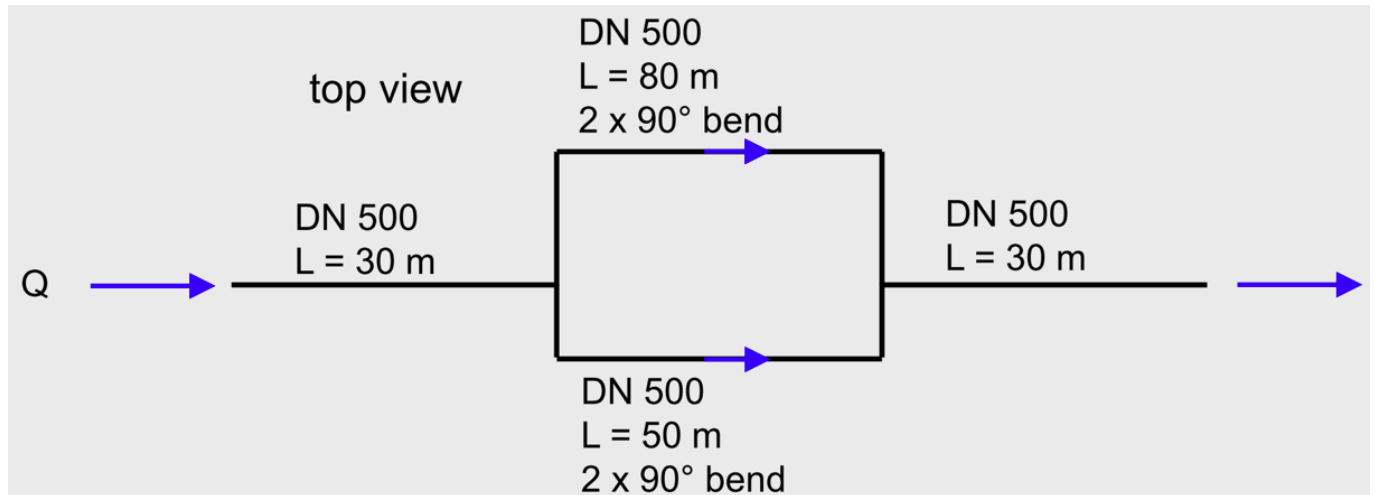 DN 500
L = 80 m
2 x 90° bend
top view
DN 500
L = 30 m
DN 500
L = 30 m
Q
DN 500
L = 50 m
2 x 90° bend